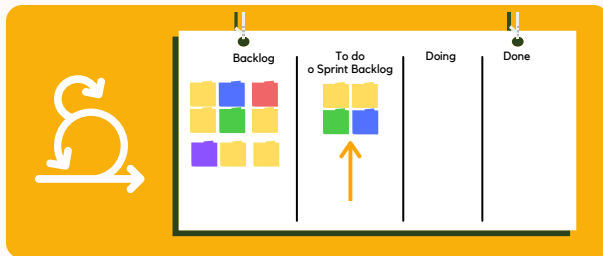 Backlog
To do
o Sprint Backlog
Doing
Done